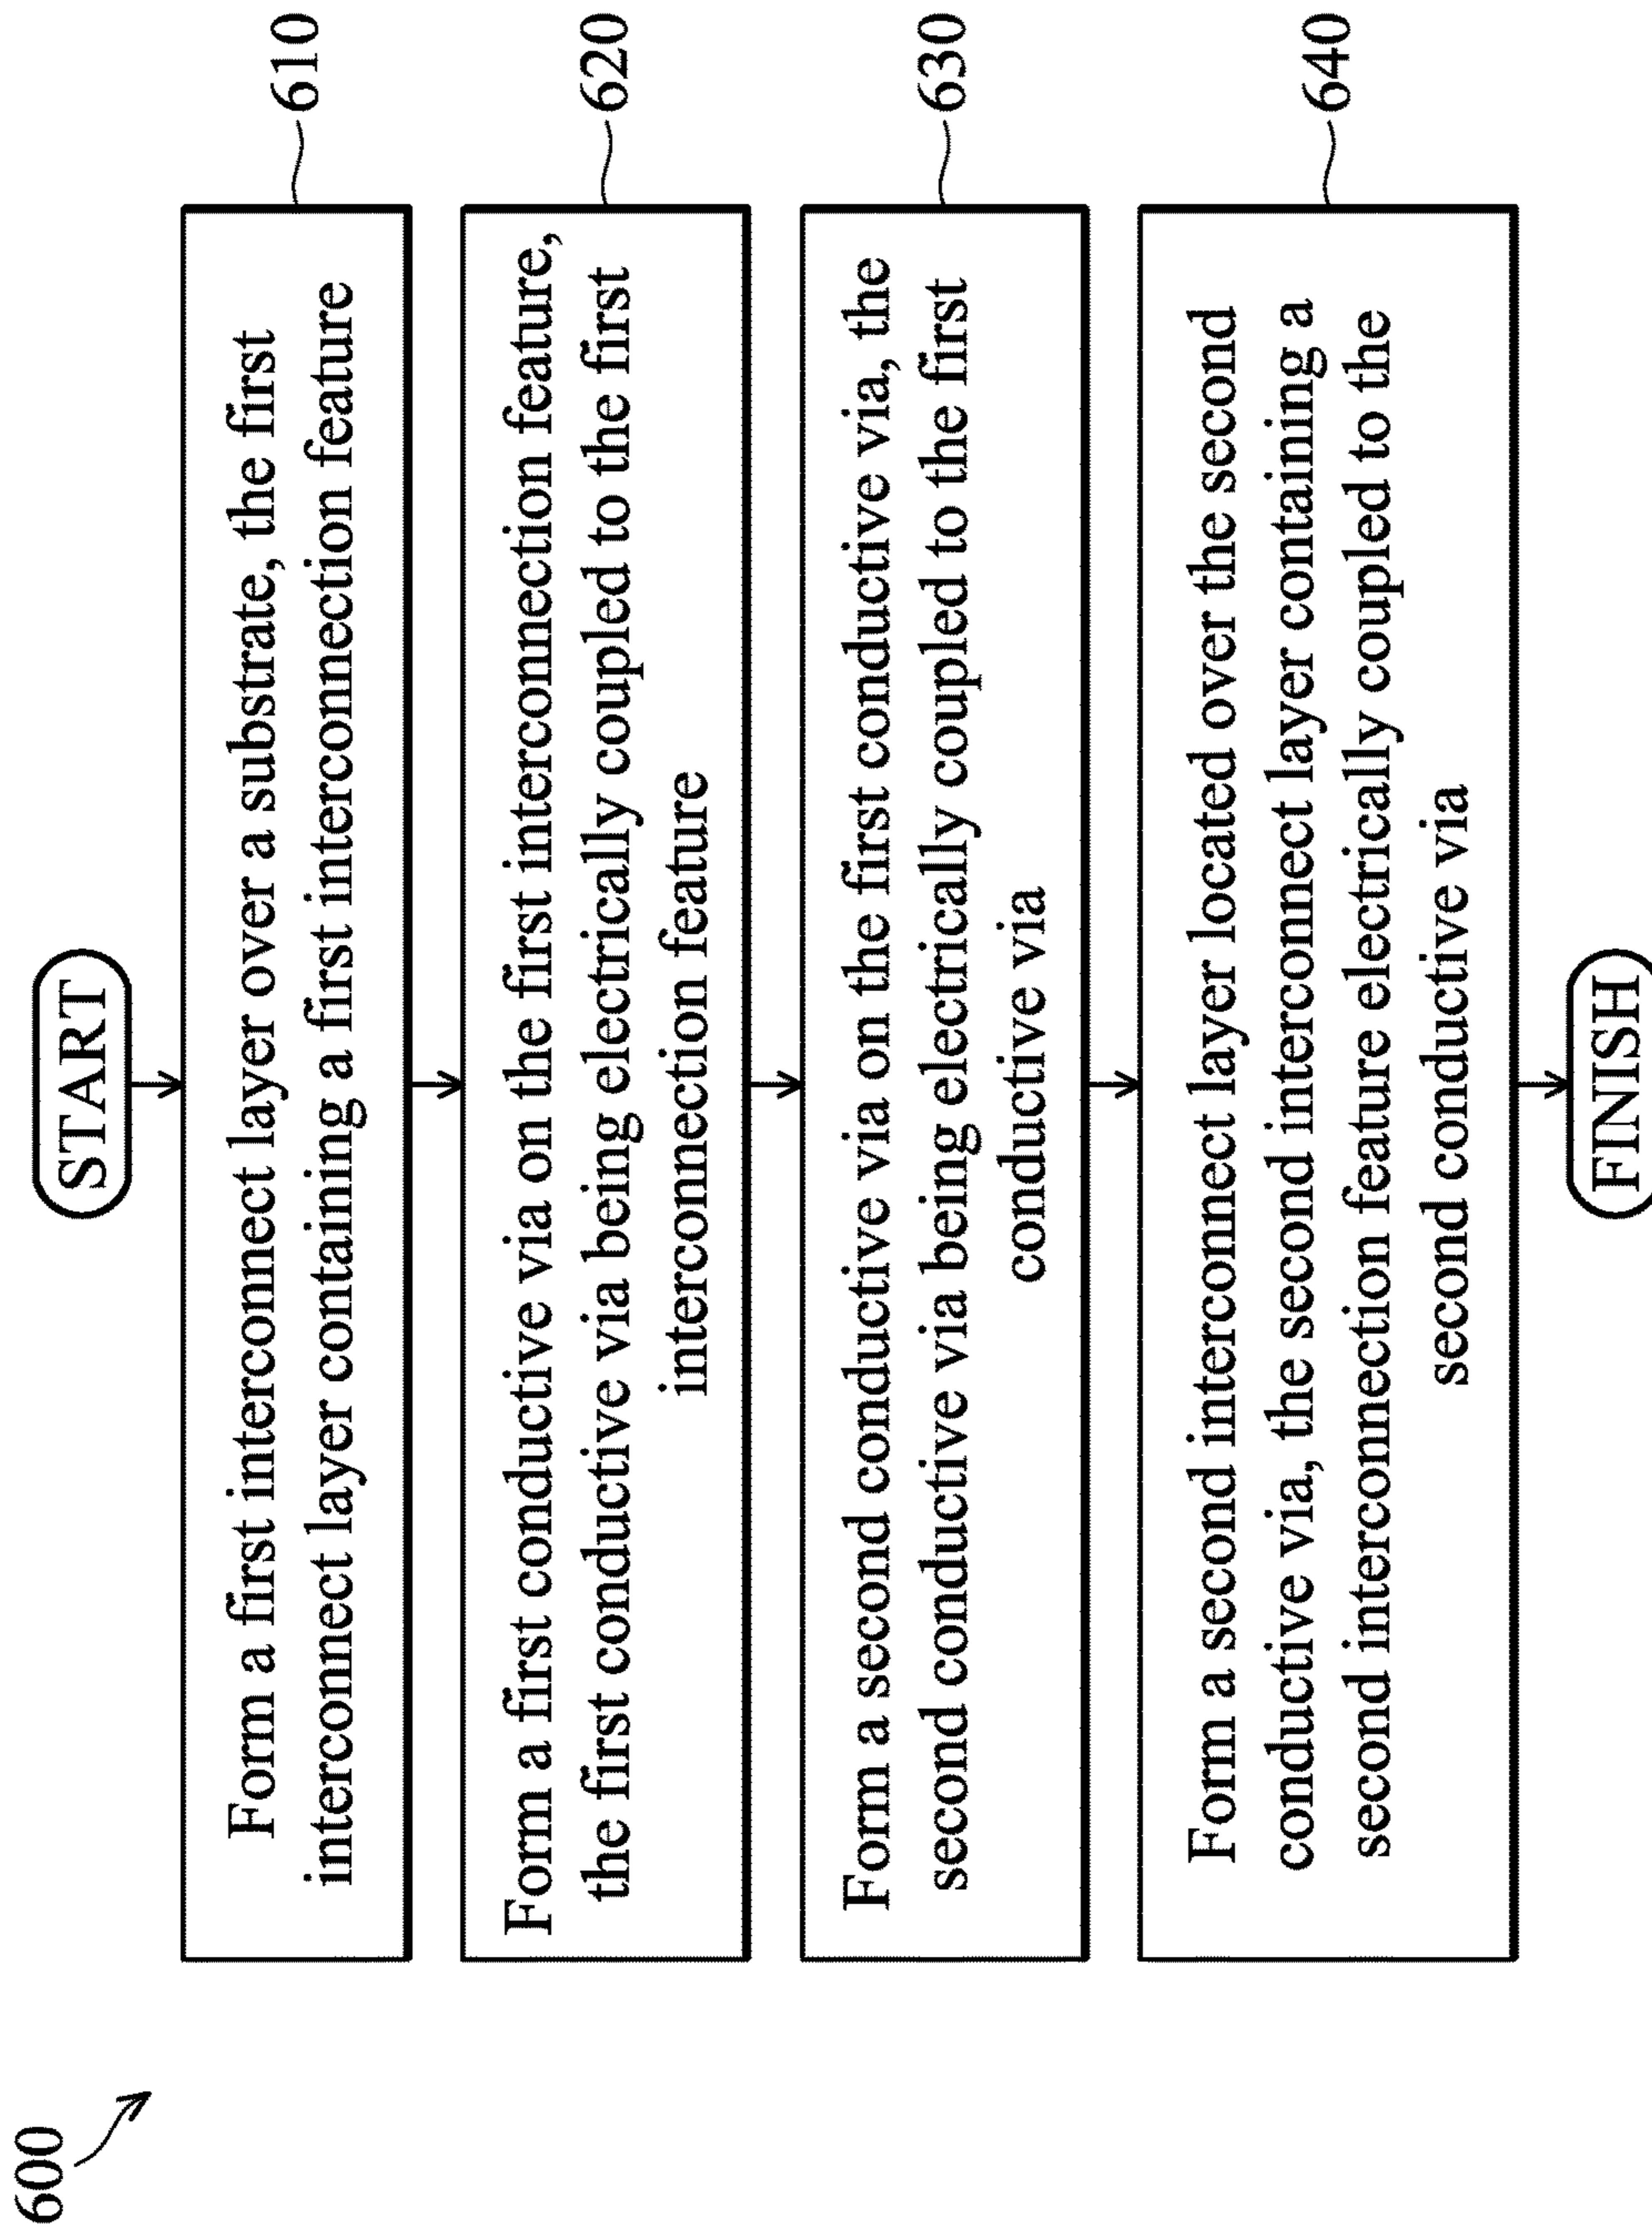 600
START
Form a first interconnect layer over a substrate, the first
interconnect layer containing a first interconnection feature
610
Form a first conductive via on the first interconnection feature,
the first conductive via being electrically coupled to the first
interconnection feature
620
Form a second conductive via on the first conductive via, the
second conductive via being electrically coupled to the first
conductive via
630
Form a second interconnect layer located over the second
conductive via, the second interconnect layer containing a
second interconnection feature electrically coupled to the
second conductive via
640
FINISH